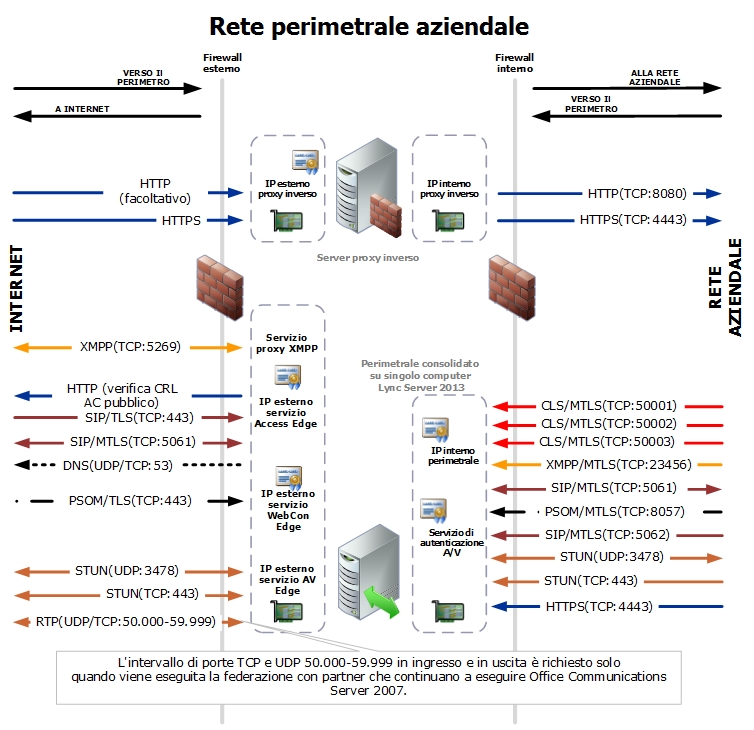 Rete perimetrale aziendale
Firewall
esterno
Firewall
interno
VERSO Il
PERIMETRO
A INTERNET
ALLA RETE
AZIENDALE
VERSO Il
PERIMETRO
HTTP
(facoltativo)
HTTPS
IP esterno
proxy inverso
IP interno
proxy inverso
HTTP(TCP:8080)
HTTPS(TCP:4443)
Server proxy inverso
INTERNET
RETE
AZIENDALE
XMPP(TCP:5269)
HTTP (verifica CRL
AC pubblico)
SIP/TLS(TCP:443)
SIP/MTLS(TCP:5061)
DNS(UDP/TCP:53)
PSOM/TLS(TCP:443)
STUN(UDP:3478)
STUN(TCP:443)
RTP(UDP/TCP:50.000-59.999)
Servizio
proxy XMPP
IP esterno
servizio
Access Edge
IP esterno
servizio
WebCon
Edge
IP esterno
servizio AV
Edge
Perimetrale consolidato
su singolo computer
Lync Server 2013
IP interno
perimetrale
Servizio di
autenticazione
A/V
CLS/MTLS(TCP:50001)
CLS/MTLS(TCP:50002)
CLS/MTLS(TCP:50003)
XMPP/MTLS(TCP:23456)
SIP/MTLS(TCP:5061)
PSOM/MTLS(TCP:8057)
SIP/MTLS(TCP:5062)
STUN(UDP:3478)
STUN(TCP:443)
HTTPS(TCP:4443)
L'intervallo di porte TCP e UDP 50.000-59.999 in ingresso e in uscita è richiesto solo
quando viene eseguita la federazione con partner che continuano a eseguire Office Communications
Server 2007.